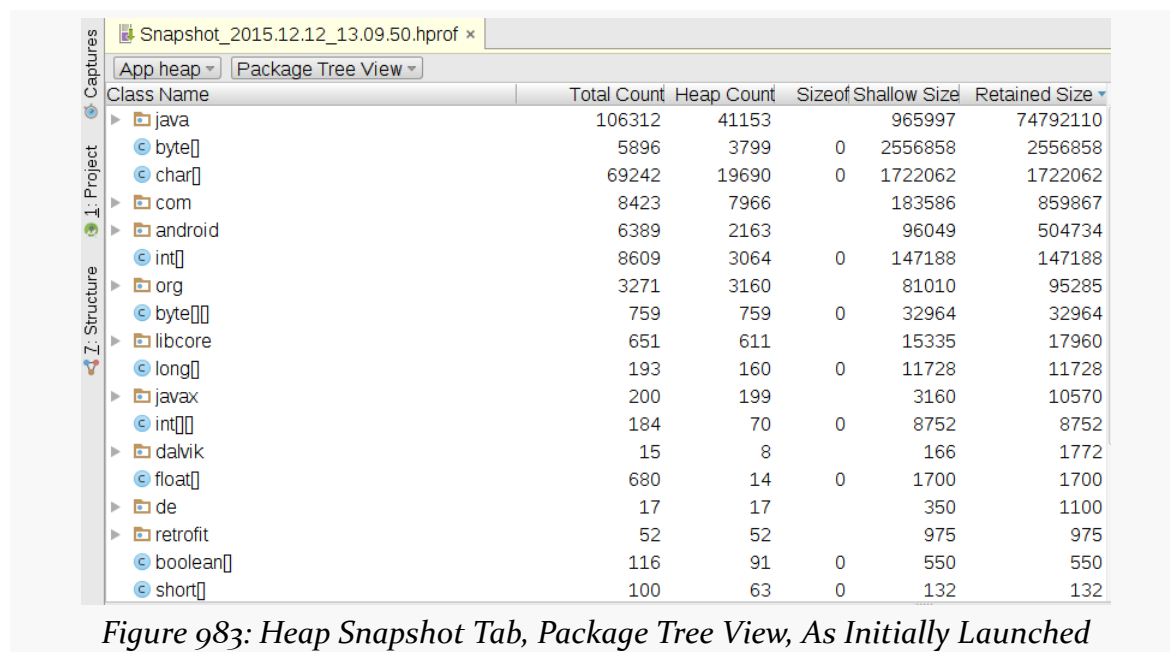 Snapshot_2015.12.12_13.09.50.hprof ×
App heap Package Tree View
Class Name Total Count Heap Count Sizeof Shallow Size Retained Size
java 106312 41153 965997 74792110
byte[] 5896 3799 0 2556858 2556858
char[] 69242 19690 0 1722062 1722062
com 8423 7966 183586 859867
android 6389 2163 96049 504734
int[] 8609 3064 0 147188 147188
org 3271 3160 81010 95285
byte[][] 759 759 0 32964 32964
libcore 651 611 15335 17960
long[] 193 160 0 11728 11728
javax 200 199 3160 10570
int[][] 184 70 0 8752 8752
dalvik 15 8 166 1772
float[] 680 14 0 1700 1700
de 17 17 350 1100
retrofit 52 52 975 975
boolean[] 116 91 0 550 550
short[] 100 63 0 132 132
Captures
1: Project
7: Structure
Figure 983: Heap Snapshot Tab, Package Tree View, As Initially Launched